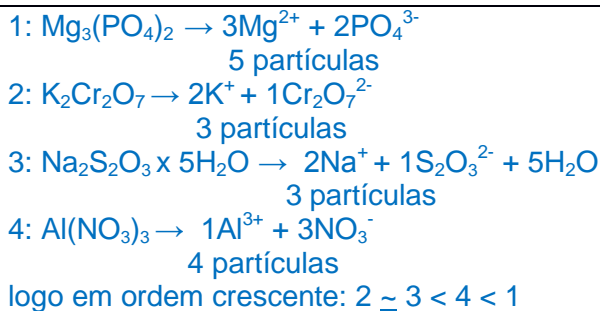 1: Mg₃(PO₄)₂ → 3Mg²⁺ + 2PO₄³⁻
5 partículas
2: K₂Cr₂O₇ → 2K⁺ + 1Cr₂O₇²⁻
3 partículas
3: Na₂S₂O₃ x 5H₂O → 2Na⁺ + 1S₂O₃²⁻ + 5H₂O
3 partículas
4: Al(NO₃)₃ → 1Al³⁺ + 3NO₃⁻
4 partículas
logo em ordem crescente: 2 ~ 3 < 4 < 1